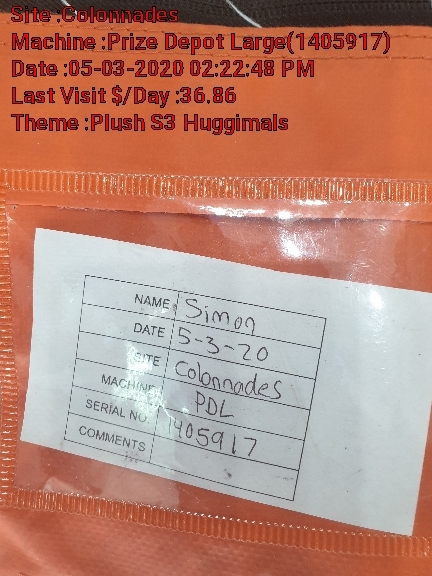 Site :Colonnades
Machine :Prize Depot Large(1405917)
Date :05-03-2020 02:22:48 PM
Last Visit $/Day :36.86
Theme :Plush S3 Huggimals
NAME Simon
DATE 5-3-20
SITE Colonnades
MACHINE PDL
SERIAL NO 1405917
COMMENTS